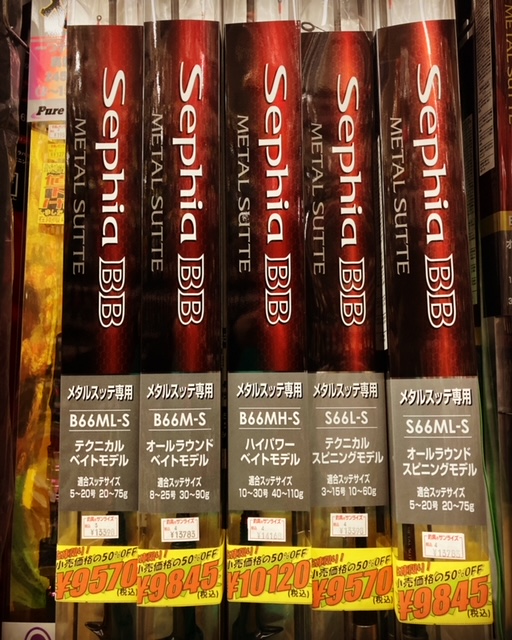 Pure
Sephia BB
METAL SUTTE
メタルスッテ専用
B66ML-S
テクニカル
ベイトモデル
適合スッテサイズ
5~20号 20~75g
小売価格の50%OFF
¥9570
(税込)
Sephia BB
METAL SUTTE
メタルスッテ専用
B66M-S
オールラウンド
ベイトモデル
適合スッテサイズ
8~25号 30~90g
¥13785
小売価格の50%OFF
¥9845
(税込)
Sephia BB
METAL SUTTE
メタルスッテ専用
B66MH-S
ハイパワー
ベイトモデル
適合スッテサイズ
10~30号 40~110g
小売価格の50%OFF
¥10120
(税込)
Sephia BB
METAL SUTTE
メタルスッテ専用
S66L-S
テクニカル
スピニングモデル
適合スッテサイズ
3~15号 10~60g
小売価格の50%OFF
¥9570
(税込)
Sephia BB
METAL SUTTE
メタルスッテ専用
S66ML-S
オールラウンド
スピニングモデル
適合スッテサイズ
5~20号 20~75g
¥13785
小売価格の50%OFF
¥9845
(税込)